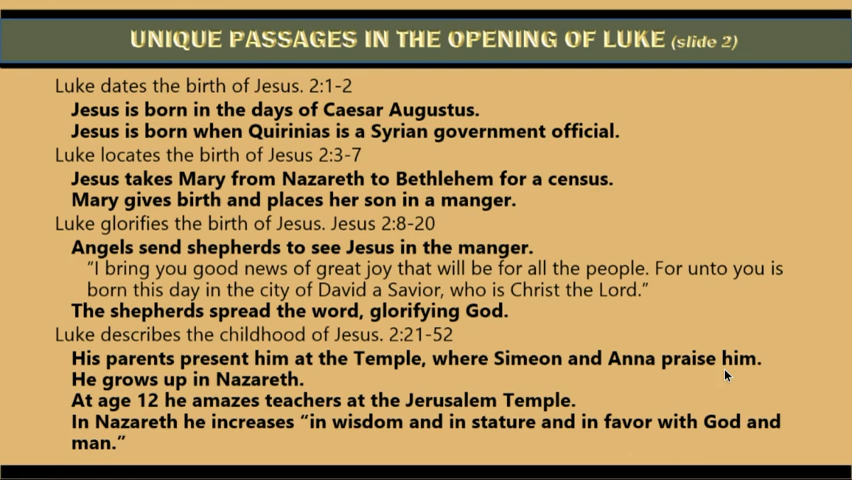 UNIQUE PASSAGES IN THE OPENING OF LUKE (slide 2)
Luke dates the birth of Jesus. 2:1-2
Jesus is born in the days of Caesar Augustus.
Jesus is born when Quirinias is a Syrian government official.
Luke locates the birth of Jesus 2:3-7
Jesus takes Mary from Nazareth to Bethlehem for a census.
Mary gives birth and places her son in a manger.
Luke glorifies the birth of Jesus. Jesus 2:8-20
Angels send shepherds to see Jesus in the manger.
"I bring you good news of great joy that will be for all the people. For unto you is
born this day in the city of David a Savior, who is Christ the Lord."
The shepherds spread the word, glorifying God.
Luke describes the childhood of Jesus. 2:21-52
His parents present him at the Temple, where Simeon and Anna praise him.
He grows up in Nazareth.
At age 12 he amazes teachers at the Jerusalem Temple.
In Nazareth he increases “in wisdom and in stature and in favor with God and
man.”